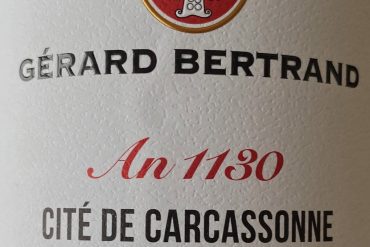 GÉRARD BERTRAND
An 1130
CITÉ DE CARCASSONNE